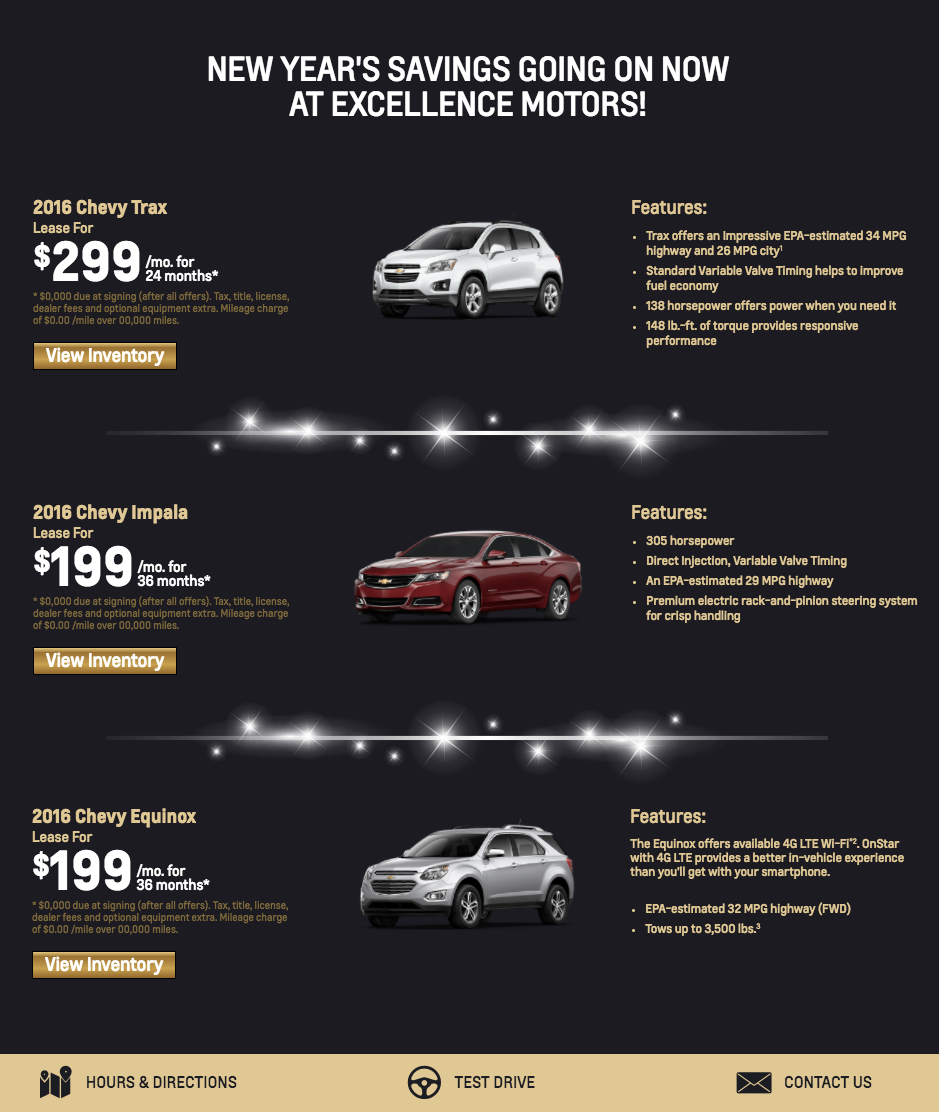 NEW YEAR'S SAVINGS GOING ON NOW
AT EXCELLENCE MOTORS!
2016 Chevy Trax
Lease For
$299 /mo. for
24 months*
* $0,000 due at signing (after all offers). Tax, title, license,
dealer fees and optional equipment extra. Mileage charge
of $0.00 /mile over 00,000 miles.
View Inventory
Features:
• Trax offers an Impressive EPA-estimated 34 MPG
highway and 26 MPG city¹
• Standard Variable Valve Timing helps to improve
fuel economy
• 138 horsepower offers power when you need it
• 148 lb.-ft. of torque provides responsive
performance
2016 Chevy Impala
Lease For
$199 /mo. for
36 months*
* $0,000 due at signing (after all offers). Tax, title, license,
dealer fees and optional equipment extra. Mileage charge
of $0.00 /mile over 00,000 miles.
View Inventory
Features:
• 305 horsepower
• Direct Injection, Variable Valve Timing
• An EPA-estimated 29 MPG highway
• Premium electric rack-and-pinion steering system
for crisp handling
2016 Chevy Equinox
Lease For
$199 /mo. for
36 months*
* $0,000 due at signing (after all offers). Tax, title, license,
dealer fees and optional equipment extra. Mileage charge
of $0.00 /mile over 00,000 miles.
View Inventory
Features:
The Equinox offers available 4G LTE Wi-Fi*². OnStar
with 4G LTE provides a better in-vehicle experience
than you'll get with your smartphone.
• EPA-estimated 32 MPG highway (FWD)
• Tows up to 3,500 lbs.³
HOURS & DIRECTIONS
TEST DRIVE
CONTACT US